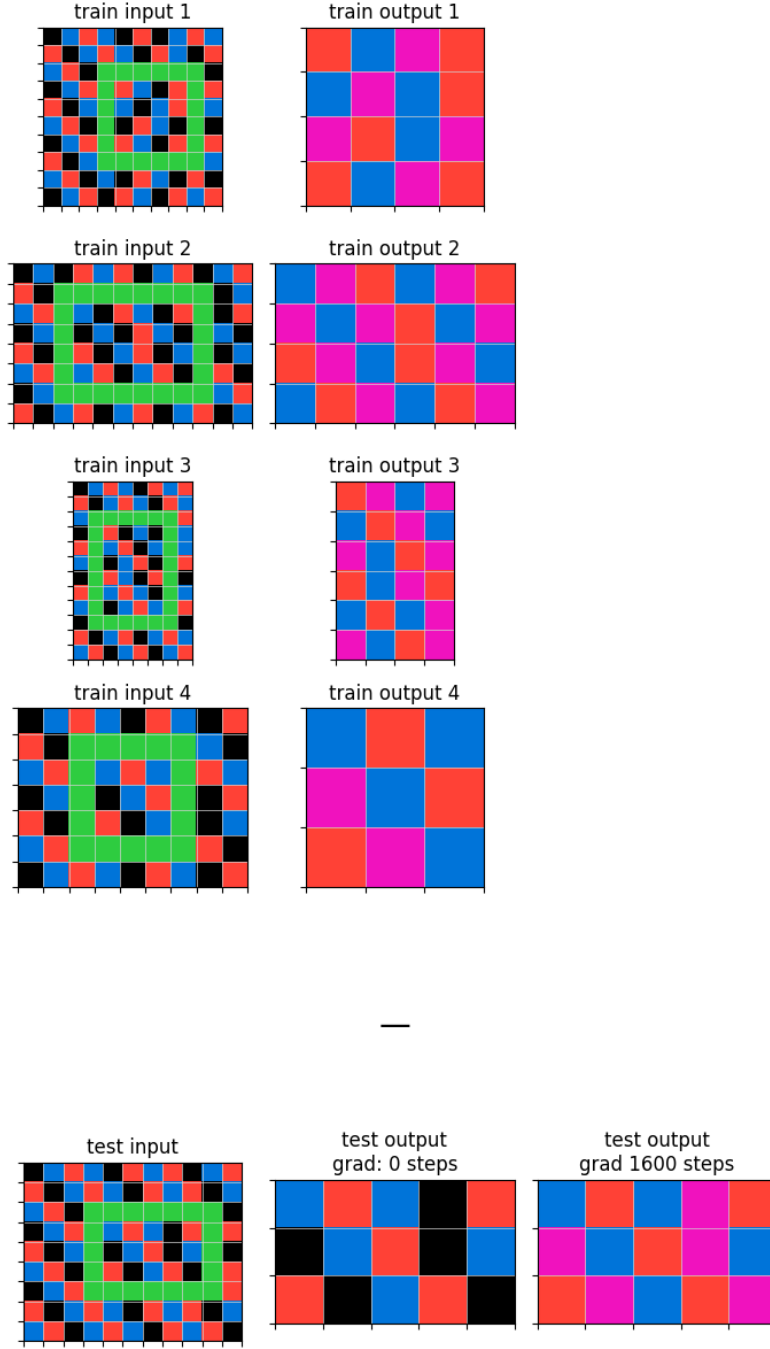 train input 1
train output 1
train input 2
train output 2
train input 3
train output 3
train input 4
train output 4
test input
test output
grad: 0 steps
test output
grad 1600 steps